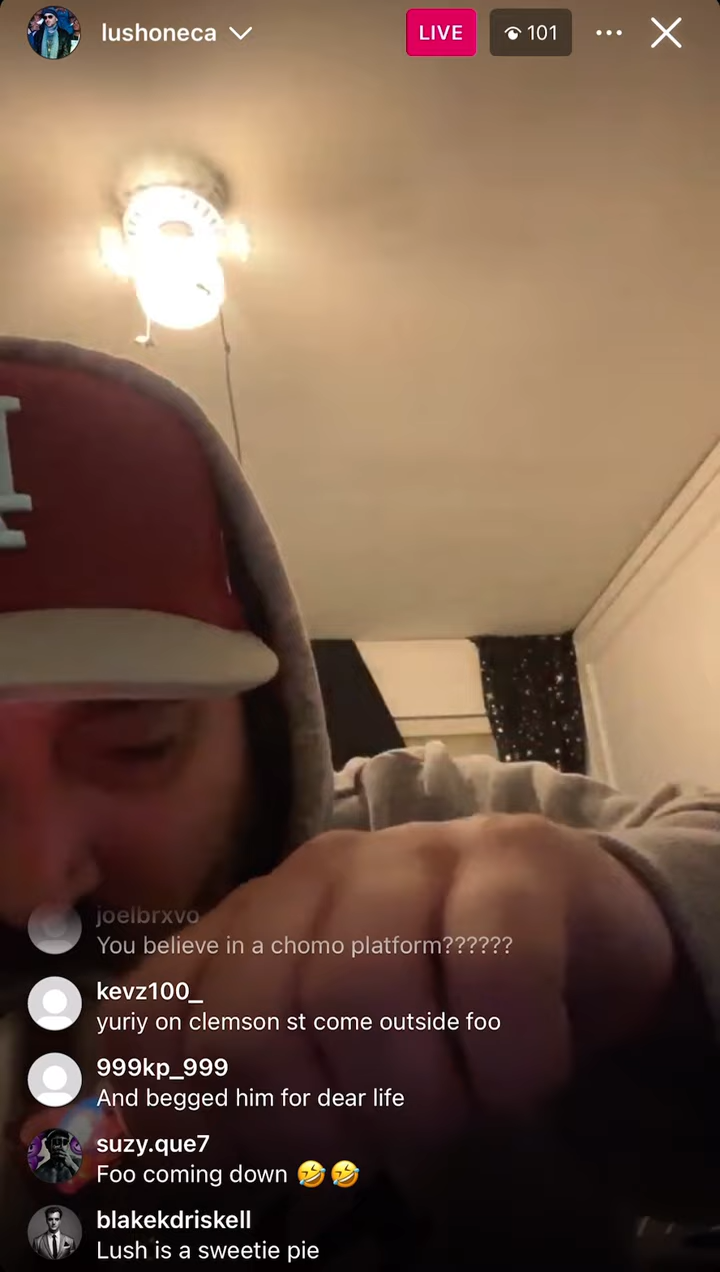 lushoneca
LIVE
101
joelbrxvo
You believe in a chomo platform??????
kevz100_
yuriy on clemson st come outside foo
999kp_999
And begged him for dear life
suzy.que7
Foo coming down 🤣🤣
blakekdriskell
Lush is a sweetie pie